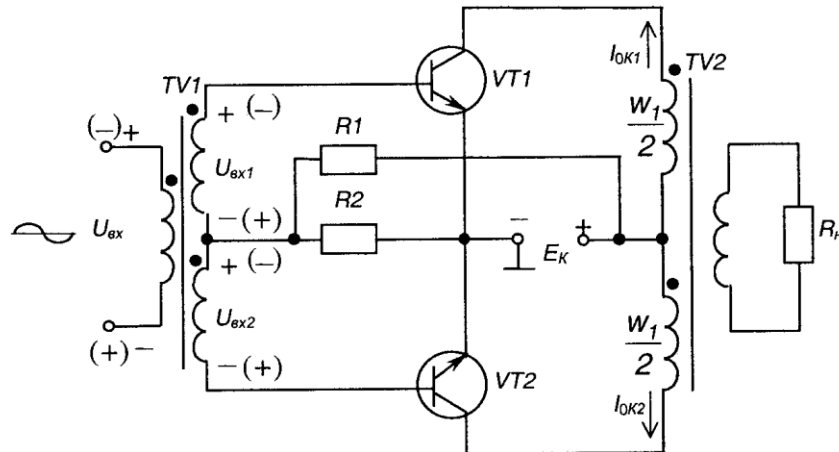 I0К1
TV2
TV1
VT1
+ (–)
(–) +
R1
W1
2
Uвх1
R2
Uвх
– (+)
–
+
EК
Rн
+ (–)
Uвх2
W1
2
(+) –
– (+)
VT2
I0К2